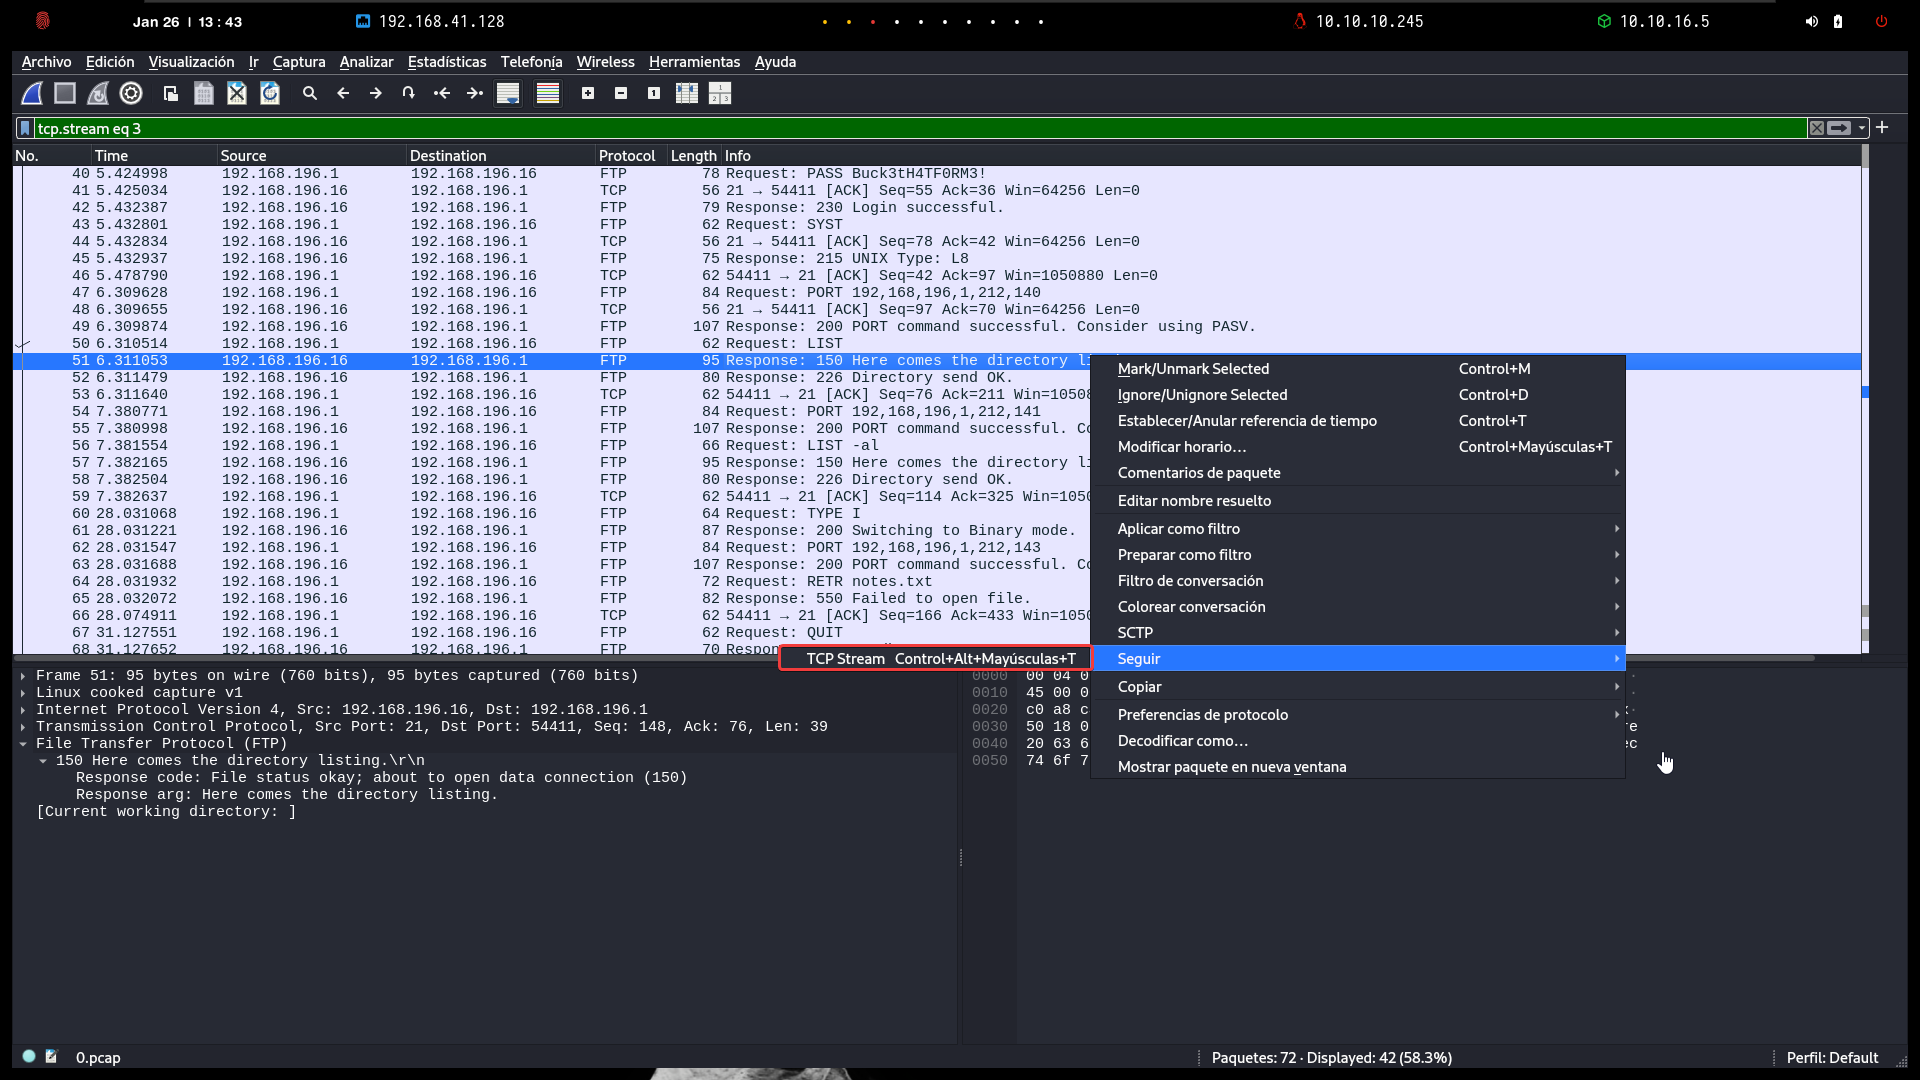 Jan 26 | 13:43 192.168.41.128 10.10.10.245 10.10.16.5
Archivo Edición Visualización Ir Captura Analizar Estadísticas Telefonía Wireless Herramientas Ayuda
tcp.stream eq 3
No. Time Source Destination Protocol Length Info
40 5.424998 192.168.196.1 192.168.196.16 FTP 78 Request: PASS Buck3tH4TF0RM3!
41 5.425034 192.168.196.16 192.168.196.1 TCP 56 21 → 54411 [ACK] Seq=55 Ack=36 Win=64256 Len=0
42 5.432387 192.168.196.16 192.168.196.1 FTP 79 Response: 230 Login successful.
43 5.432801 192.168.196.1 192.168.196.16 FTP 62 Request: SYST
44 5.432834 192.168.196.16 192.168.196.1 TCP 56 21 → 54411 [ACK] Seq=78 Ack=42 Win=64256 Len=0
45 5.432937 192.168.196.16 192.168.196.1 FTP 75 Response: 215 UNIX Type: L8
46 5.478790 192.168.196.1 192.168.196.16 TCP 62 54411 → 21 [ACK] Seq=42 Ack=97 Win=1050880 Len=0
47 6.309628 192.168.196.1 192.168.196.16 FTP 84 Request: PORT 192,168,196,1,212,140
48 6.309655 192.168.196.16 192.168.196.1 TCP 56 21 → 54411 [ACK] Seq=97 Ack=70 Win=64256 Len=0
49 6.309874 192.168.196.16 192.168.196.1 FTP 107 Response: 200 PORT command successful. Consider using PASV.
50 6.310514 192.168.196.1 192.168.196.16 FTP 62 Request: LIST
51 6.311053 192.168.196.16 192.168.196.1 FTP 95 Response: 150 Here comes the directory li
52 6.311479 192.168.196.16 192.168.196.1 FTP 80 Response: 226 Directory send OK.
53 6.311640 192.168.196.1 192.168.196.16 TCP 62 54411 → 21 [ACK] Seq=76 Ack=211 Win=1050
54 7.380771 192.168.196.1 192.168.196.16 FTP 84 Request: PORT 192,168,196,1,212,141
55 7.380998 192.168.196.16 192.168.196.1 FTP 107 Response: 200 PORT command successful. Co
56 7.381554 192.168.196.1 192.168.196.16 FTP 66 Request: LIST -al
57 7.382165 192.168.196.16 192.168.196.1 FTP 95 Response: 150 Here comes the directory li
58 7.382504 192.168.196.16 192.168.196.1 FTP 80 Response: 226 Directory send OK.
59 7.382637 192.168.196.1 192.168.196.16 TCP 62 54411 → 21 [ACK] Seq=114 Ack=325 Win=1050
60 28.031068 192.168.196.1 192.168.196.16 FTP 64 Request: TYPE I
61 28.031221 192.168.196.16 192.168.196.1 FTP 87 Response: 200 Switching to Binary mode.
62 28.031547 192.168.196.1 192.168.196.16 FTP 84 Request: PORT 192,168,196,1,212,143
63 28.031688 192.168.196.16 192.168.196.1 FTP 107 Response: 200 PORT command successful. Co
64 28.031932 192.168.196.1 192.168.196.16 FTP 72 Request: RETR notes.txt
65 28.032072 192.168.196.16 192.168.196.1 FTP 82 Response: 550 Failed to open file.
66 28.074911 192.168.196.1 192.168.196.16 TCP 62 54411 → 21 [ACK] Seq=166 Ack=433 Win=1050
67 31.127551 192.168.196.1 192.168.196.16 FTP 62 Request: QUIT
68 31.127652 192.168.196.16 192.168.196.1 FTP 70 Respon
Mark/Unmark Selected Control+M
Ignore/Unignore Selected Control+D
Establecer/Anular referencia de tiempo Control+T
Modificar horario... Control+Mayúsculas+T
Comentarios de paquete
Editar nombre resuelto
Aplicar como filtro
Preparar como filtro
Filtro de conversación
Colorear conversación
SCTP
Seguir
TCP Stream Control+Alt+Mayúsculas+T
Copiar
Preferencias de protocolo
Decodificar como...
Mostrar paquete en nueva ventana
Frame 51: 95 bytes on wire (760 bits), 95 bytes captured (760 bits)
Linux cooked capture v1
Internet Protocol Version 4, Src: 192.168.196.16, Dst: 192.168.196.1
Transmission Control Protocol, Src Port: 21, Dst Port: 54411, Seq: 148, Ack: 76, Len: 39
File Transfer Protocol (FTP)
150 Here comes the directory listing.\r\n
Response code: File status okay; about to open data connection (150)
Response arg: Here comes the directory listing.
[Current working directory: ]
0000 00 04 0
0010 45 00 0
0020 c0 a8 c
0030 50 18 0 re
0040 20 63 6 ec
0050 74 6f 7
0.pcap Paquetes: 72 · Displayed: 42 (58.3%) Perfil: Default